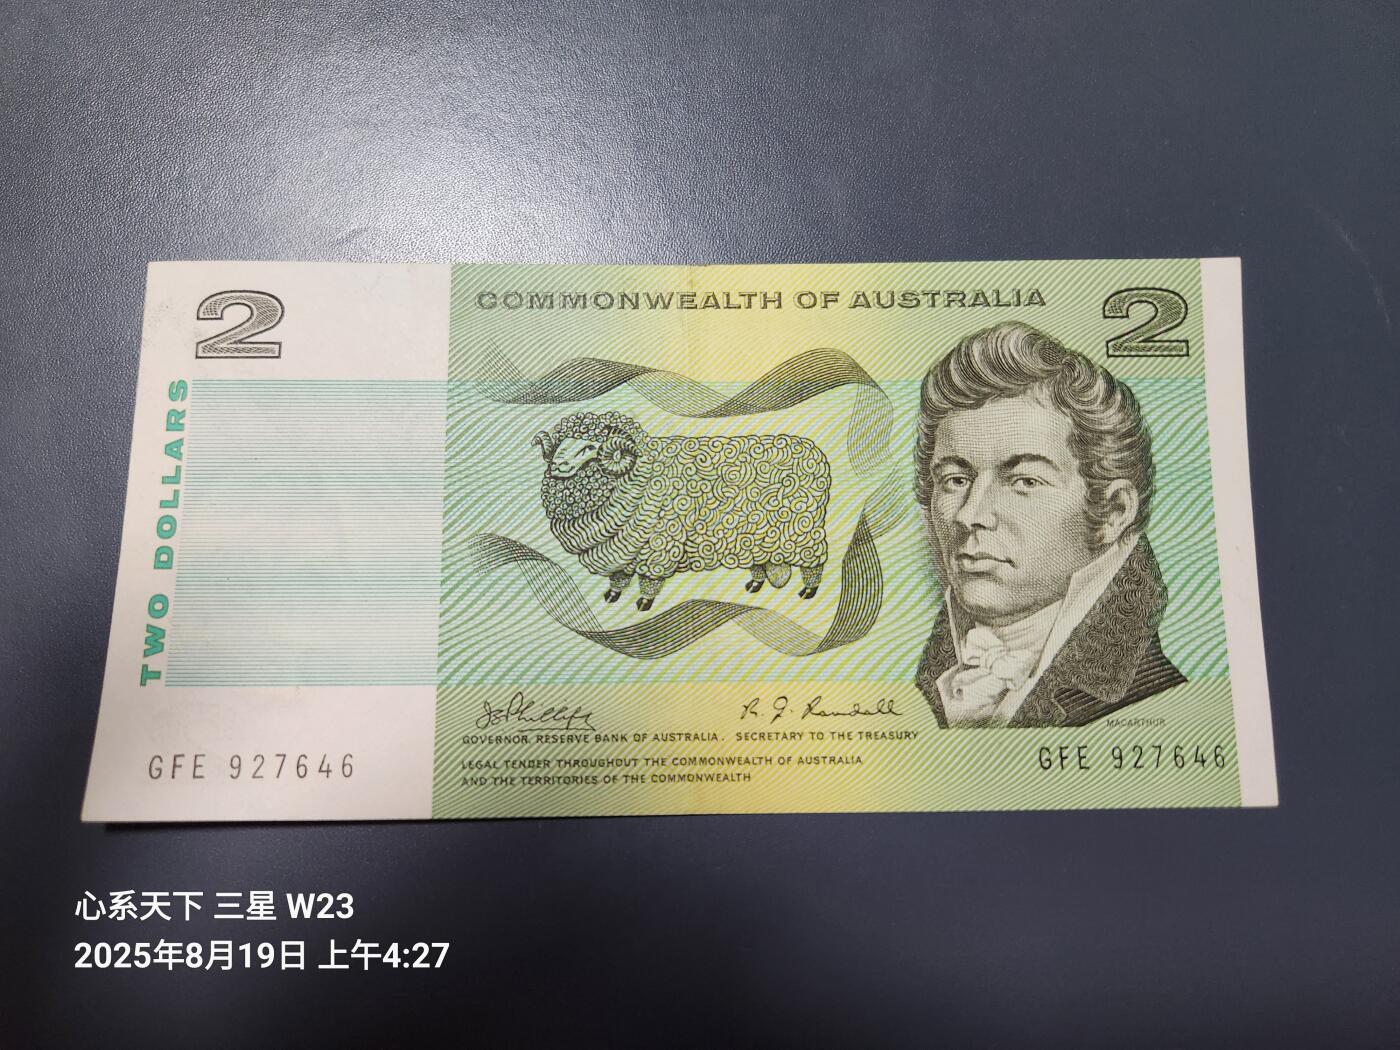 COMMONWEALTH OF AUSTRALIA
2
2
TWO DOLLARS
J G Phillips
R. J. Randall
GOVERNOR, RESERVE BANK OF AUSTRALIA. SECRETARY TO THE TREASURY
MACARTHUR
LEGAL TENDER THROUGHOUT THE COMMONWEALTH OF AUSTRALIA
AND THE TERRITORIES OF THE COMMONWEALTH
GFE 927646
GFE 927646
心系天下 三星 W23
2025年8月19日 上午4:27